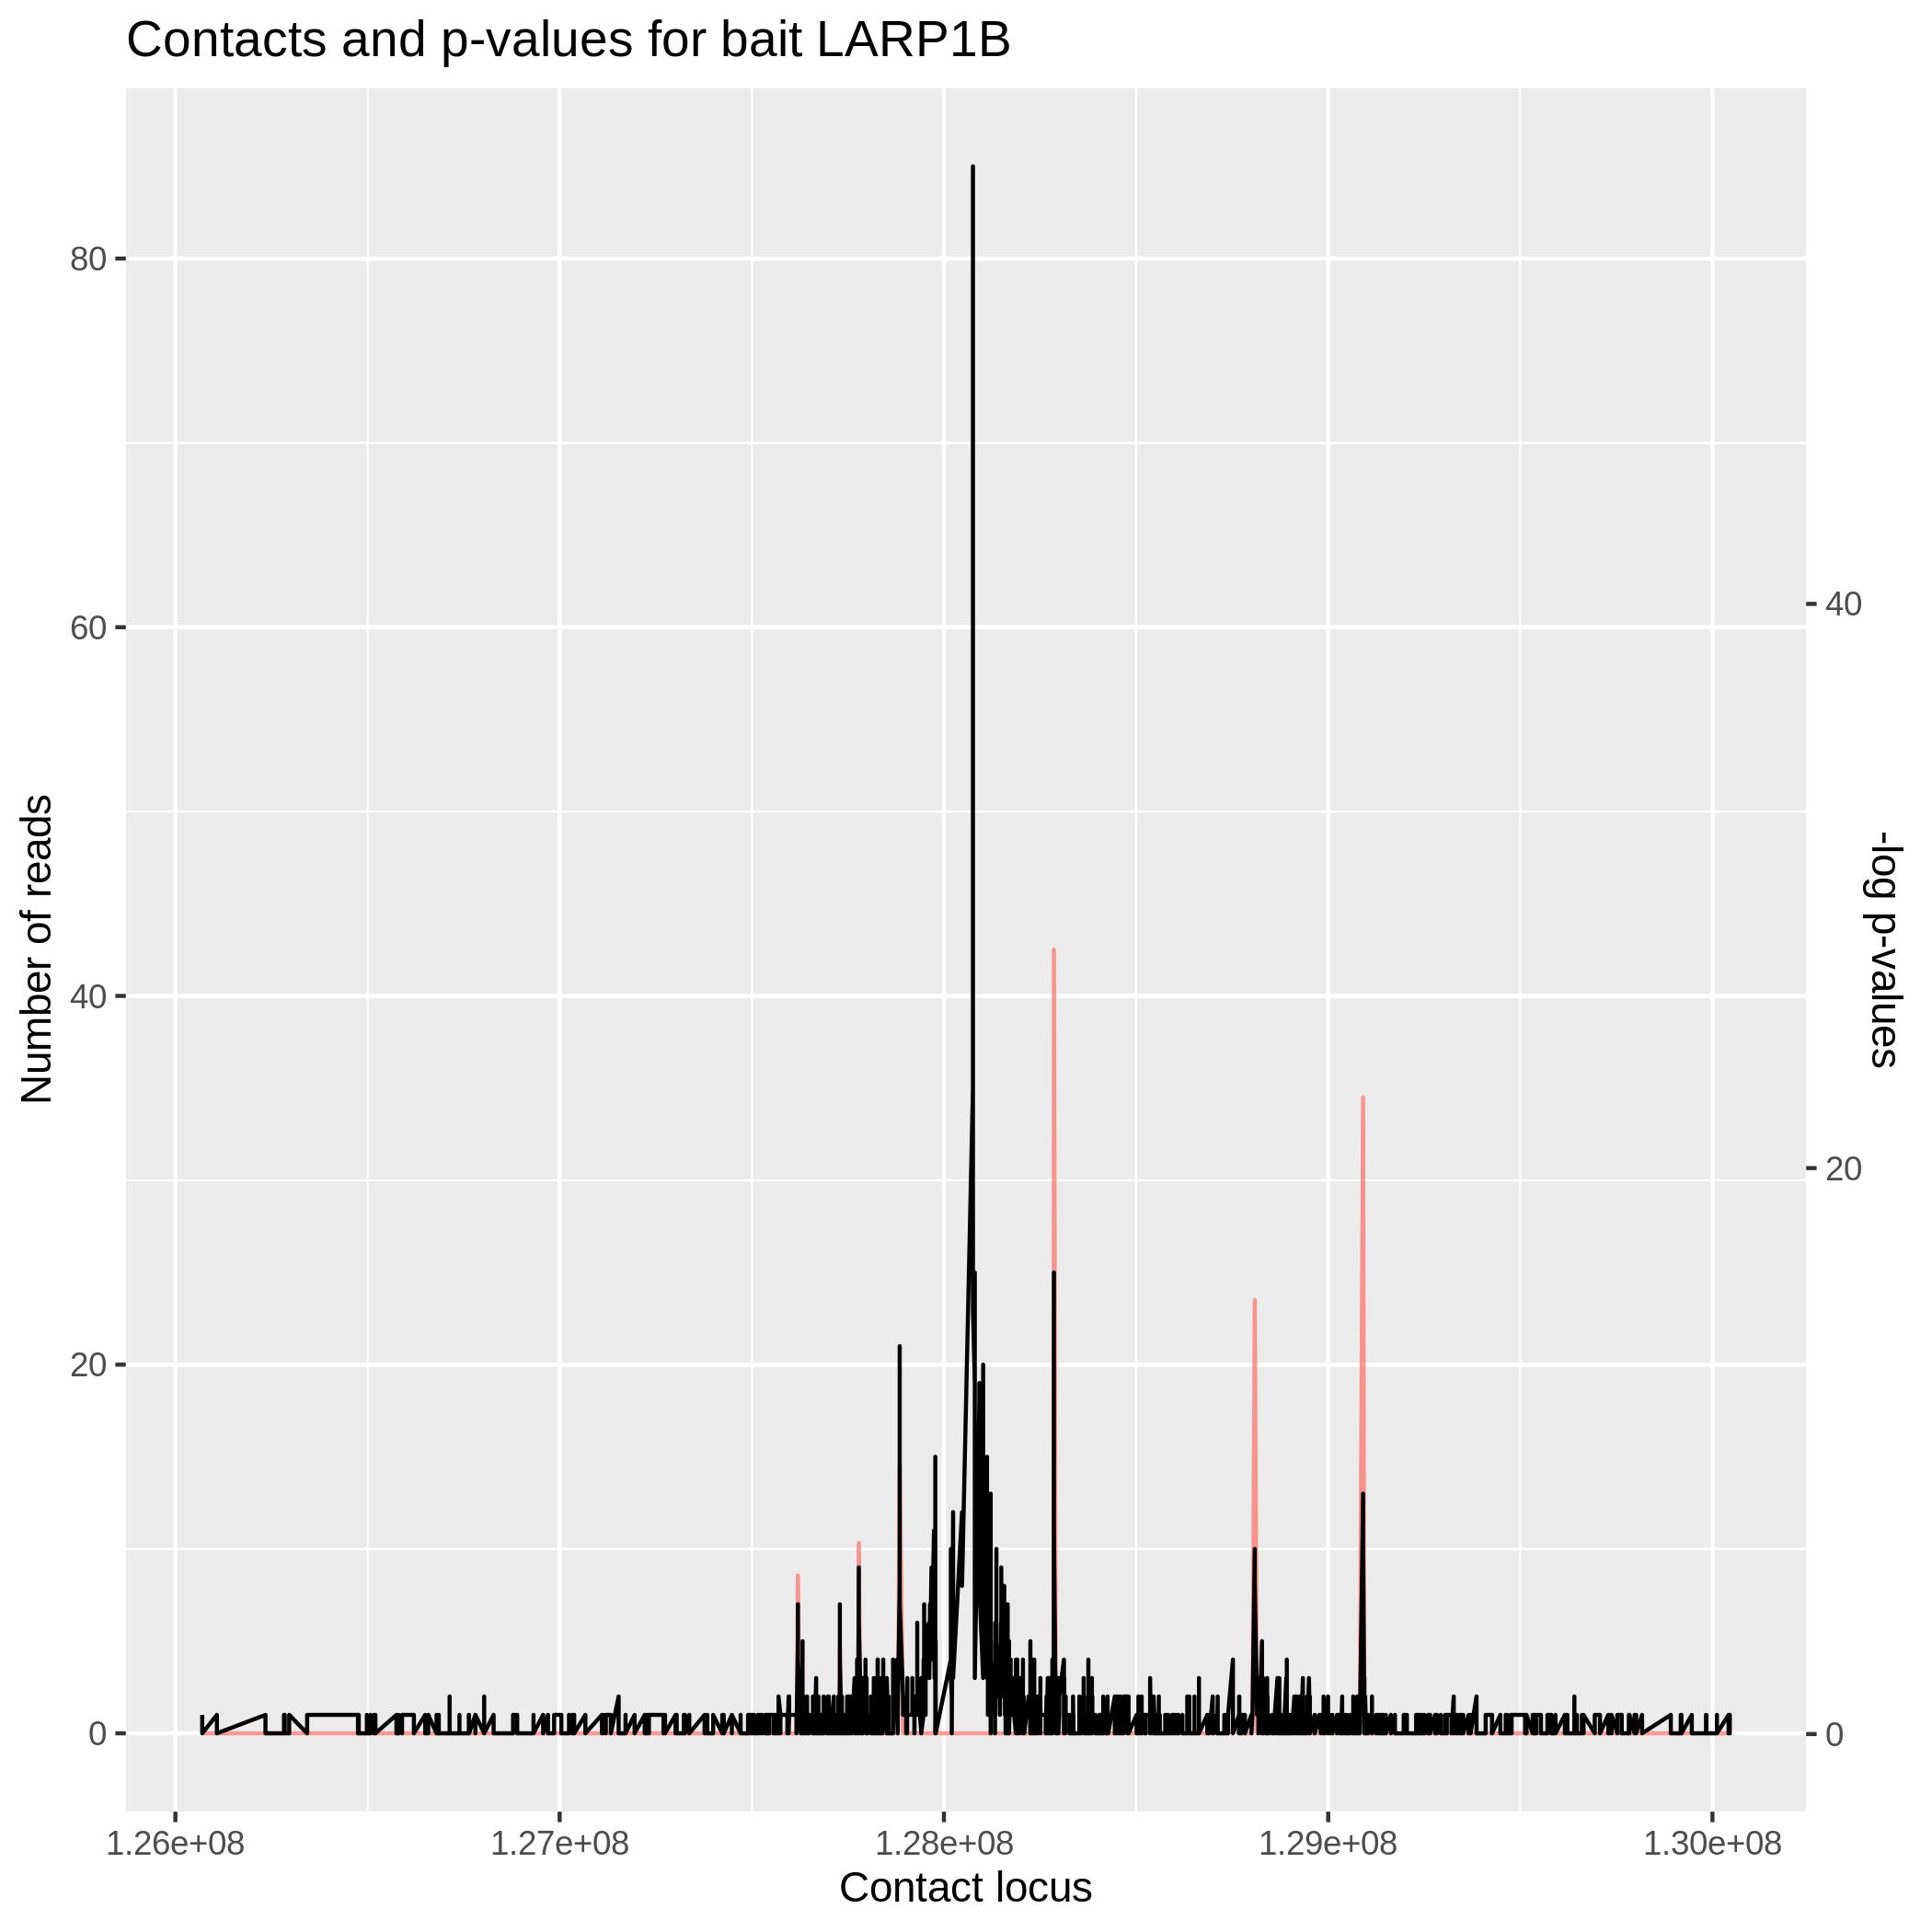 Contacts and p-values for bait LARP1B
80
60
40
20
0
Number of reads
40
20
0
-log p-values
1.26e+08
1.27e+08
1.28e+08
1.29e+08
1.30e+08
Contact locus